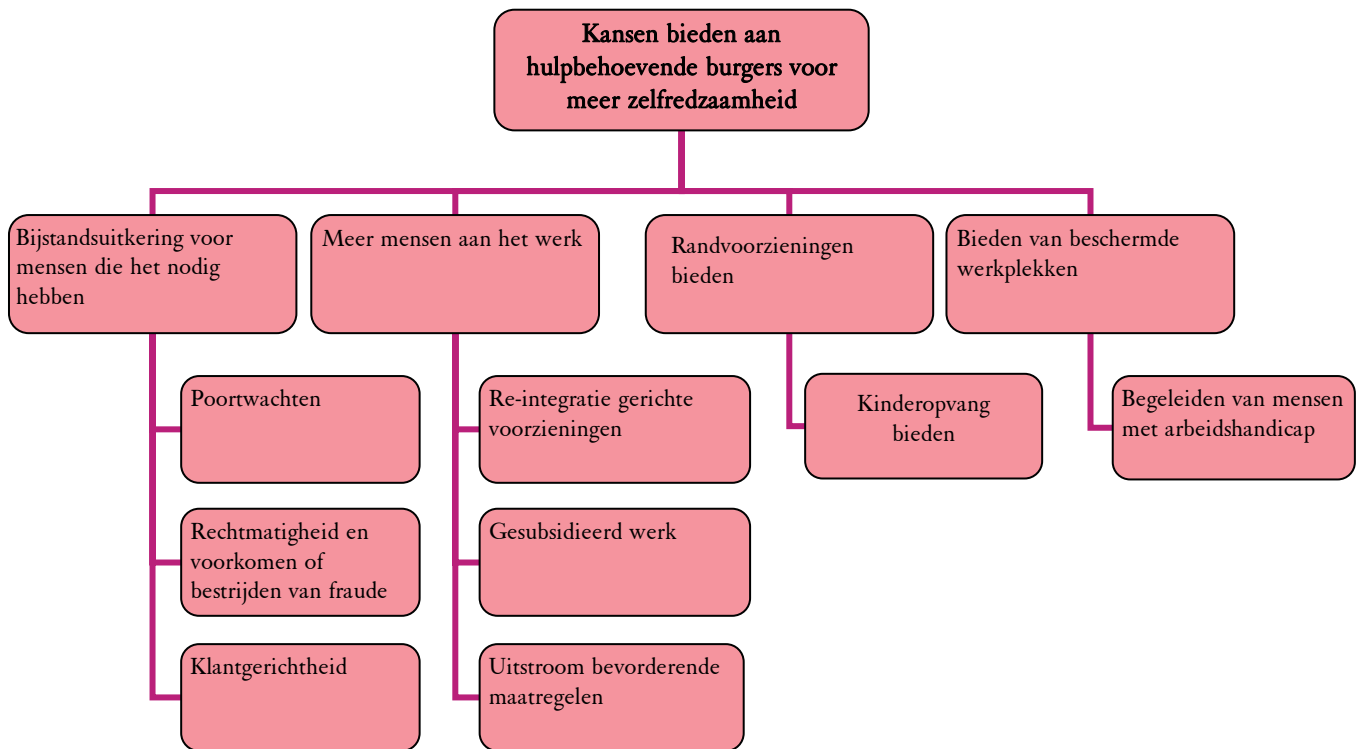 Kansen bieden aan
hulpbehoevende burgers voor
meer zelfredzaamheid
Bijstandsuitkering voor
mensen die het nodig
hebben
Meer mensen aan het werk
Randvoorzieningen
bieden
Bieden van beschermde
werkplekken
Poortwachten
Re-integratie gerichte
voorzieningen
Kinderopvang
bieden
Begeleiden van mensen
met arbeidshandicap
Rechtmatigheid en
voorkomen of
bestrijden van fraude
Gesubsidieerd werk
Klantgerichtheid
Uitstroom bevorderende
maatregelen